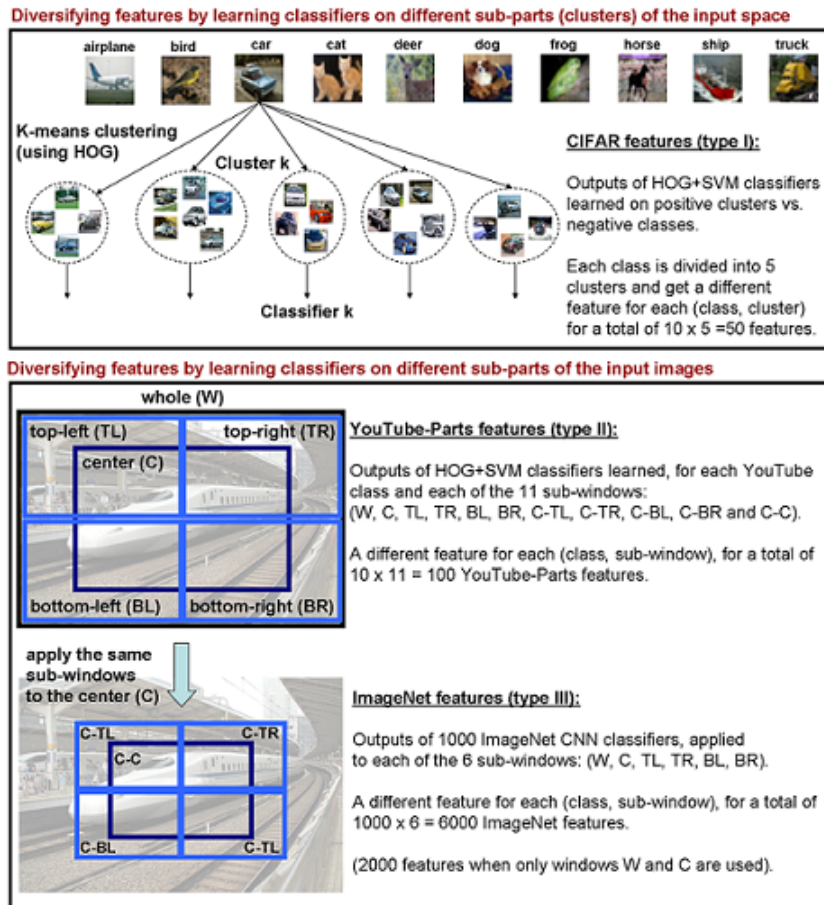 Diversifying features by learning classifiers on different sub-parts (clusters) of the input space
airplane bird car cat deer dog frog horse ship truck
K-means clustering
(using HOG)
Cluster k
Classifier k
CIFAR features (type I):
Outputs of HOG+SVM classifiers
learned on positive clusters vs.
negative classes.
Each class is divided into 5
clusters and get a different
feature for each (class, cluster)
for a total of 10 x 5 =50 features.
Diversifying features by learning classifiers on different sub-parts of the input images
whole (W)
top-left (TL) top-right (TR)
center (C)
bottom-left (BL) bottom-right (BR)
YouTube-Parts features (type II):
Outputs of HOG+SVM classifiers learned, for each YouTube
class and each of the 11 sub-windows:
(W, C, TL, TR, BL, BR, C-TL, C-TR, C-BL, C-BR and C-C).
A different feature for each (class, sub-window), for a total of
10 x 11 = 100 YouTube-Parts features.
apply the same
sub-windows
to the center (C)
C-TL C-TR
C-C
C-BL C-TL
ImageNet features (type III):
Outputs of 1000 ImageNet CNN classifiers, applied
to each of the 6 sub-windows: (W, C, TL, TR, BL, BR).
A different feature for each (class, sub-window), for a total of
1000 x 6 = 6000 ImageNet features.
(2000 features when only windows W and C are used).